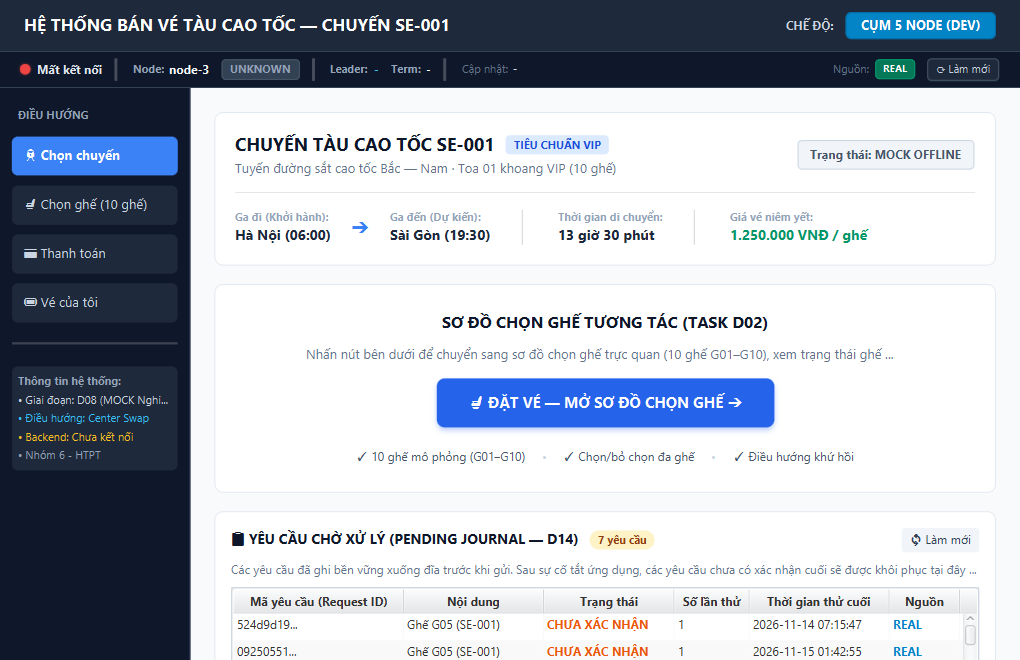 HỆ THỐNG BÁN VÉ TÀU CAO TỐC — CHUYẾN SE-001
CHẾ ĐỘ: CỤM 5 NODE (DEV)
Mất kết nối Node: node-3 UNKNOWN Leader: - Term: - Cập nhật: - Nguồn: REAL ⟳ Làm mới
ĐIỀU HƯỚNG
Chọn chuyến
Chọn ghế (10 ghế)
Thanh toán
Vé của tôi
Thông tin hệ thống:
• Giai đoạn: D08 (MOCK Nghi...
• Điều hướng: Center Swap
• Backend: Chưa kết nối
• Nhóm 6 - HTPT
CHUYẾN TÀU CAO TỐC SE-001 TIÊU CHUẨN VIP
Tuyến đường sắt cao tốc Bắc — Nam · Toa 01 khoang VIP (10 ghế)
Trạng thái: MOCK OFFLINE
Ga đi (Khởi hành): Ga đến (Dự kiến): Thời gian di chuyển: Giá vé niêm yết:
Hà Nội (06:00) ➔ Sài Gòn (19:30) 13 giờ 30 phút 1.250.000 VNĐ / ghế
SƠ ĐỒ CHỌN GHẾ TƯƠNG TÁC (TASK D02)
Nhấn nút bên dưới để chuyển sang sơ đồ chọn ghế trực quan (10 ghế G01–G10), xem trạng thái ghế ...
ĐẶT VÉ — MỞ SƠ ĐỒ CHỌN GHẾ →
✓ 10 ghế mô phỏng (G01–G10) • ✓ Chọn/bỏ chọn đa ghế • ✓ Điều hướng khứ hồi
YÊU CẦU CHỜ XỬ LÝ (PENDING JOURNAL — D14) 7 yêu cầu
Làm mới
Các yêu cầu đã ghi bền vững xuống đĩa trước khi gửi. Sau sự cố tắt ứng dụng, các yêu cầu chưa có xác nhận cuối sẽ được khôi phục tại đây ...
Mã yêu cầu (Request ID) Nội dung Trạng thái Số lần thử Thời gian thử cuối Nguồn
524d9d19... Ghế G05 (SE-001) CHƯA XÁC NHẬN 1 2026-11-14 07:15:47 REAL
09250551... Ghế G05 (SE-001) CHƯA XÁC NHẬN 1 2026-11-15 01:42:55 REAL